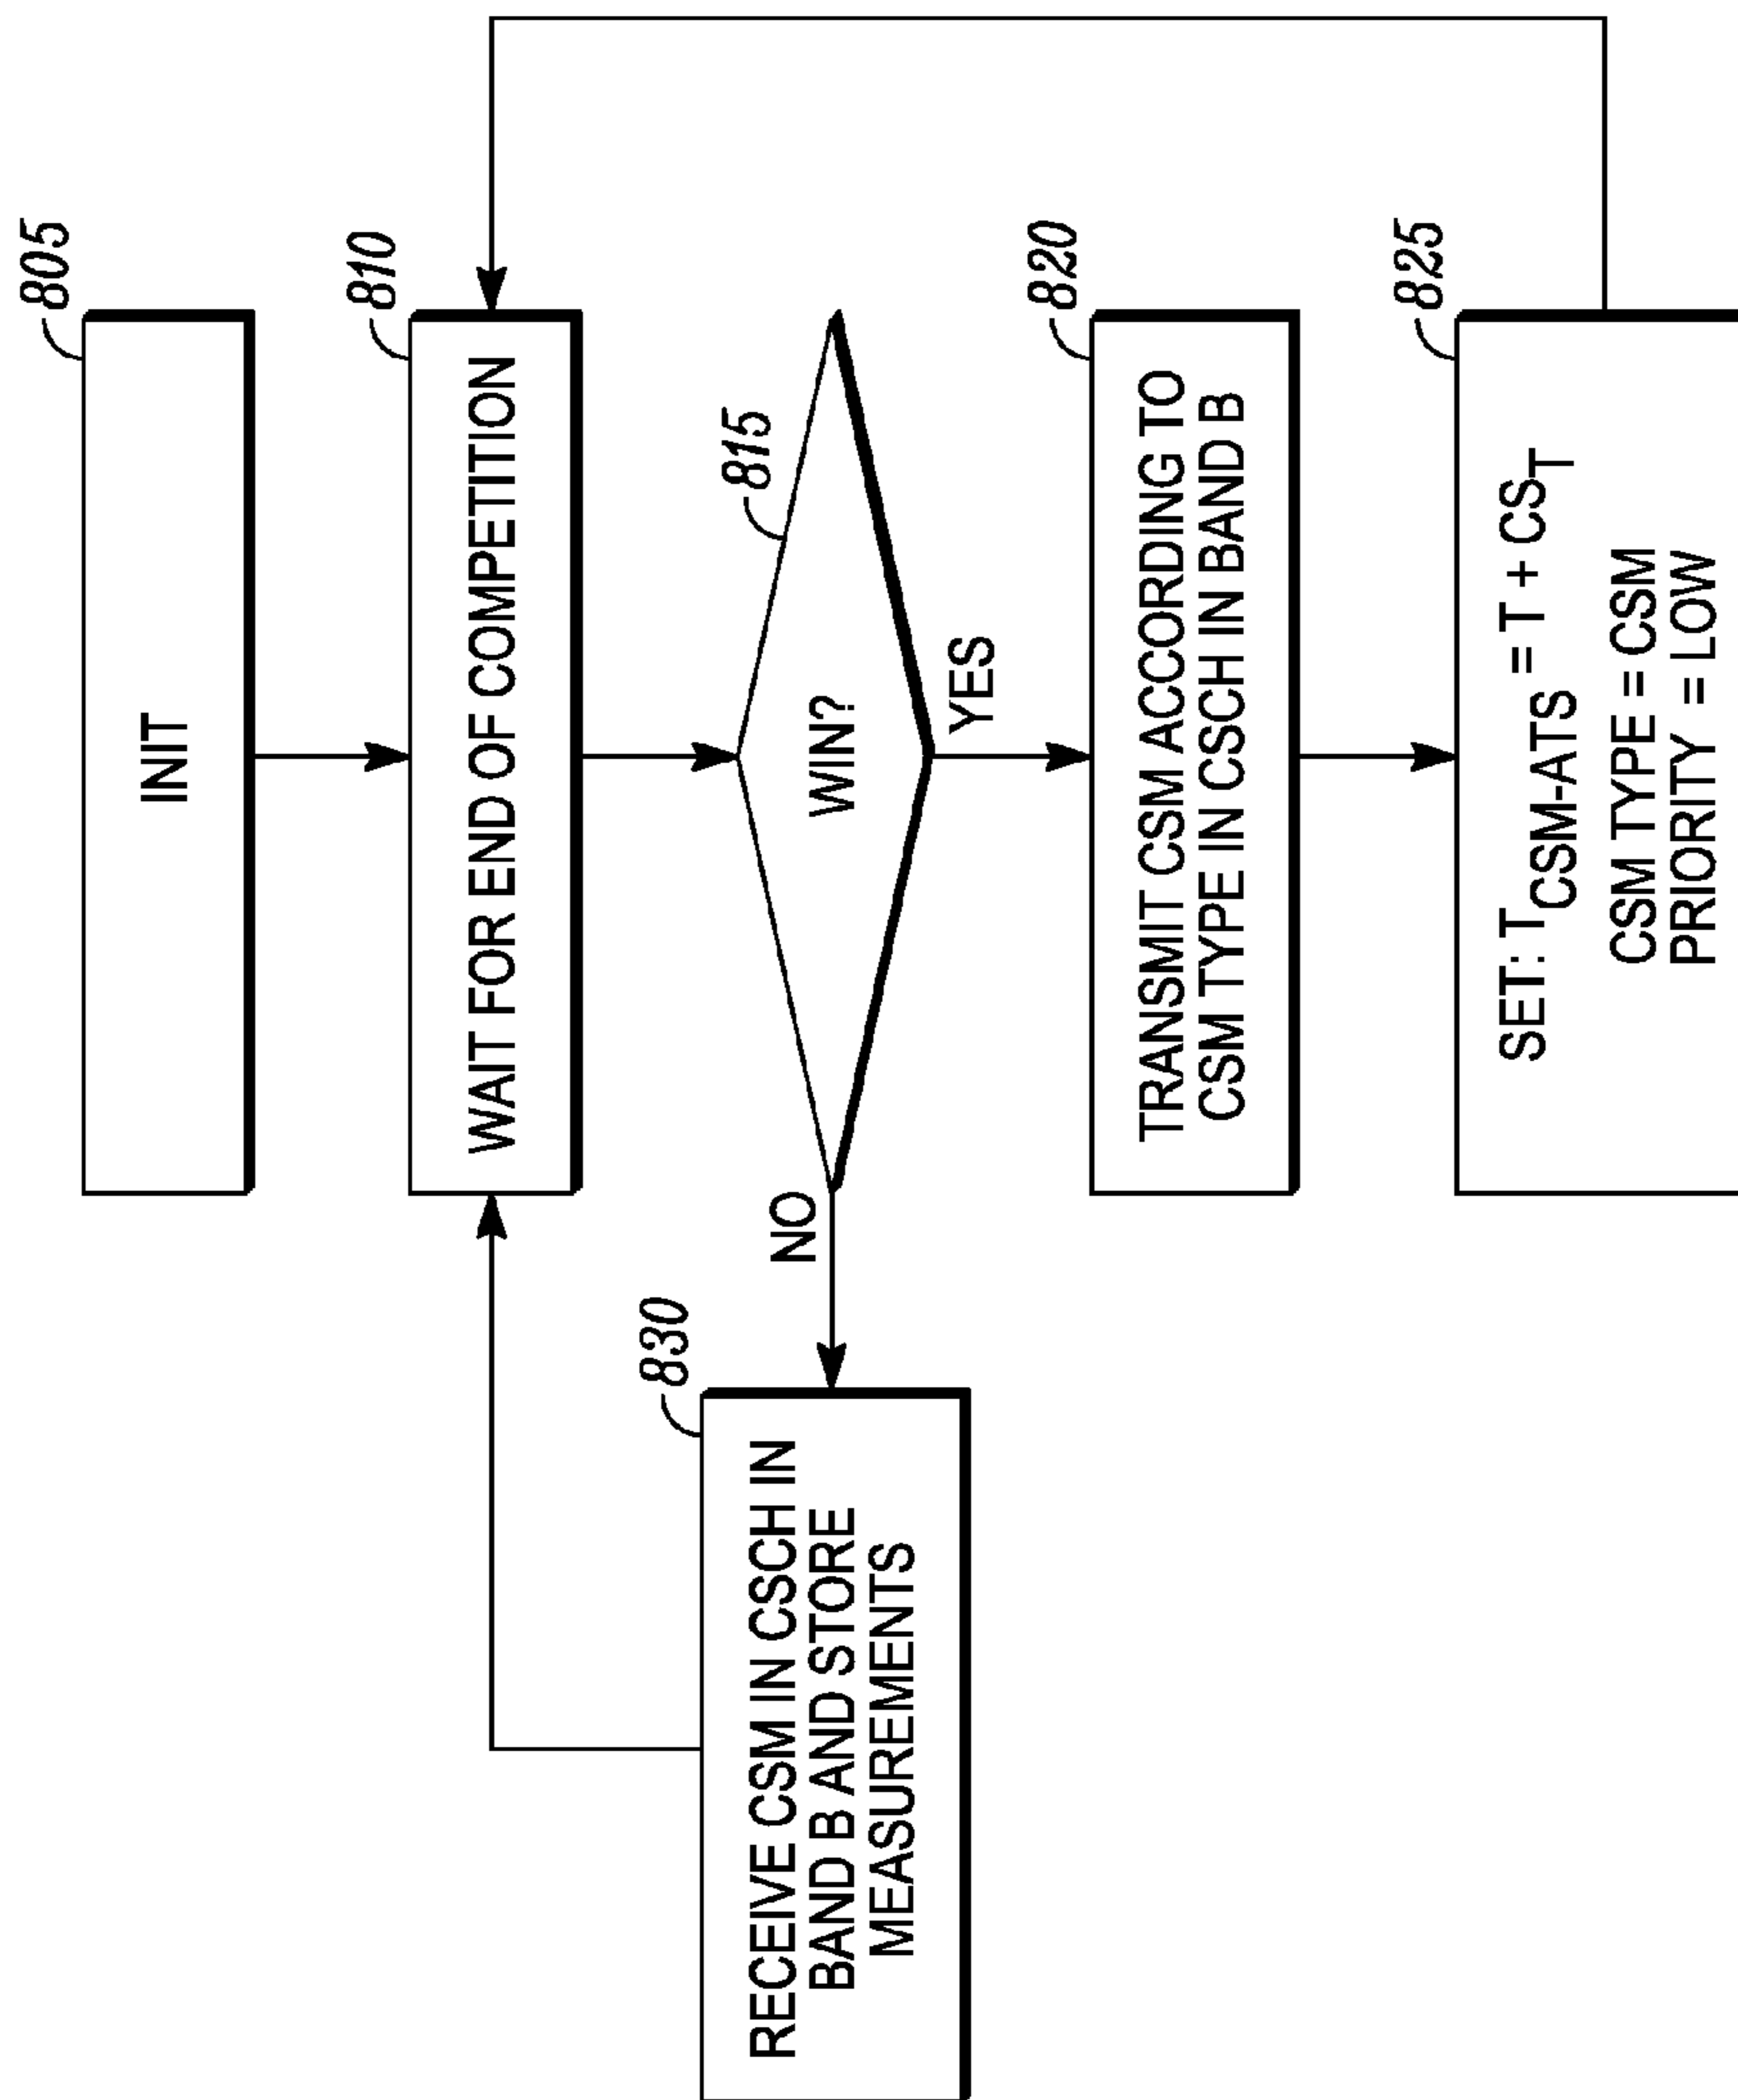 805
INIT
810
WAIT FOR END OF COMPETITION
815
WIN?
NO
YES
830
RECEIVE CSM IN CSCH IN
BAND B AND STORE
MEASUREMENTS
820
TRANSMIT CSM ACCORDING TO
CSM TYPE IN CSCH IN BAND B
825
SET: T CSM-ATS = T + CS T
CSM TYPE = CSM
PRIORITY = LOW